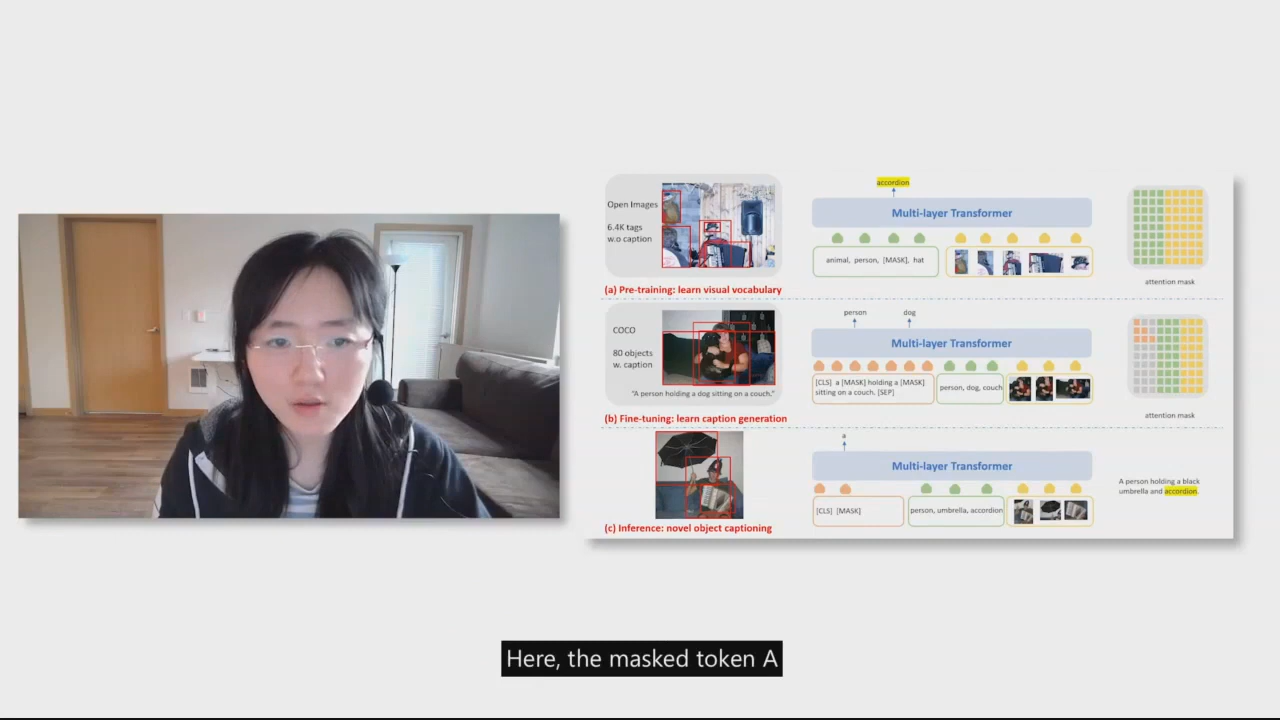 accordion
Open Images
6.4K tags
w.o caption
Multi-layer Transformer
animal, person, [MASK], hat
attention mask
(a) Pre-training: learn visual vocabulary
person
dog
COCO
80 objects
w. caption
Multi-layer Transformer
[CLS] a [MASK] holding a [MASK]
sitting on a couch. [SEP]
person, dog, couch
"A person holding a dog sitting on a couch."
attention mask
(b) Fine-tuning: learn caption generation
a
Multi-layer Transformer
[CLS] [MASK]
person, umbrella, accordion
A person holding a black
umbrella and accordion.
(c) Inference: novel object captioning
Here, the masked token A